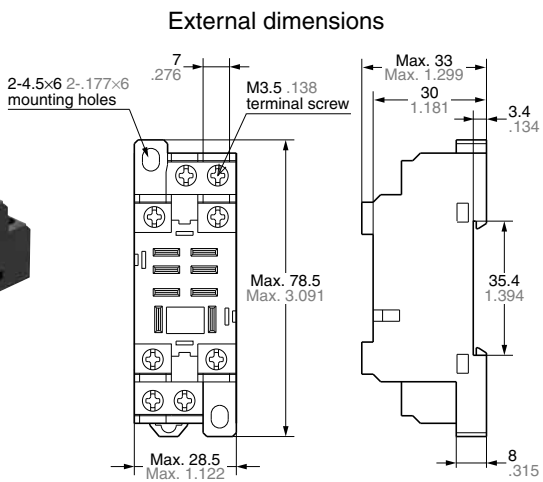 External dimensions
7
.276
2-4.5×6 2-.177×6
mounting holes
M3.5 .138
terminal screw
Max. 33
Max. 1.299
30
1.181
3.4
.134
Max. 78.5
Max. 3.091
35.4
1.394
Max. 28.5
Max. 1.122
8
.315